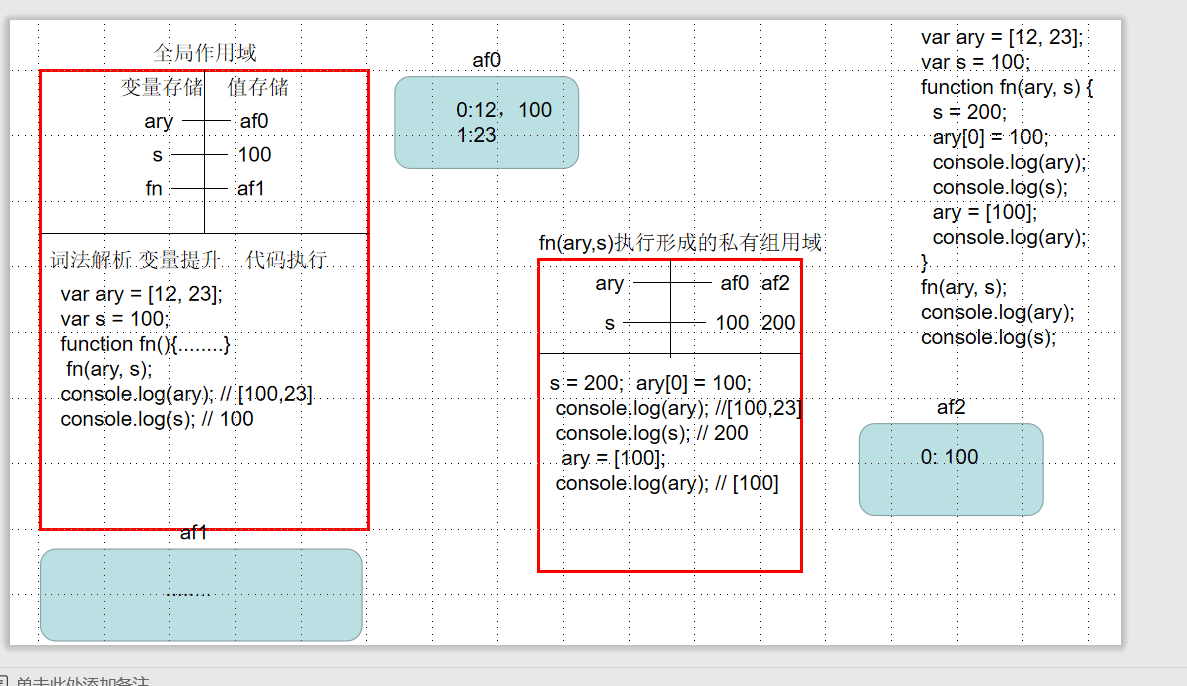 全局作用域
变量存储 值存储
ary af0
s 100
fn af1
词法解析 变量提升 代码执行
var ary = [12, 23];
var s = 100;
function fn(){........}
fn(ary, s);
console.log(ary); // [100,23]
console.log(s); // 100
af1
.........
af0
0:12，100
1:23
fn(ary,s)执行形成的私有组用域
ary af0 af2
s 100 200
s = 200; ary[0] = 100;
console.log(ary); //[100,23]
console.log(s); // 200
ary = [100];
console.log(ary); // [100]
var ary = [12, 23];
var s = 100;
function fn(ary, s) {
s = 200;
ary[0] = 100;
console.log(ary);
console.log(s);
ary = [100];
console.log(ary);
}
fn(ary, s);
console.log(ary);
console.log(s);
af2
0: 100
单击此处添加备注